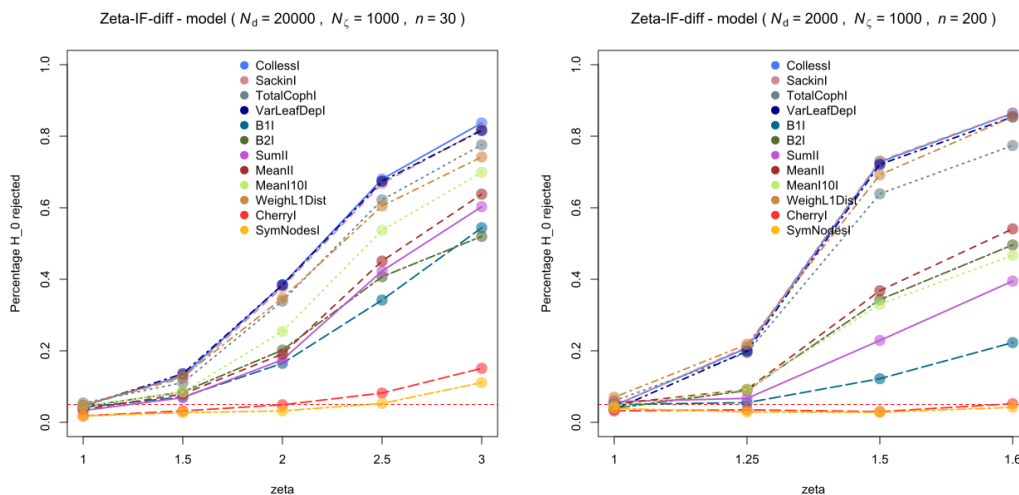 Zeta-IF-diff - model ( N_d = 20000 , N_ζ = 1000 , n = 30 )
Percentage H_0 rejected
1.0
0.8
0.6
0.4
0.2
0.0
CollessI
SackinI
TotalCophI
VarLeafDepI
B1I
B2I
SumII
MeanII
MeanI10I
WeighL1Dist
CherryI
SymNodesI
1 1.5 2 2.5 3
zeta
Zeta-IF-diff - model ( N_d = 2000 , N_ζ = 1000 , n = 200 )
Percentage H_0 rejected
1.0
0.8
0.6
0.4
0.2
0.0
CollessI
SackinI
TotalCophI
VarLeafDepI
B1I
B2I
SumII
MeanII
MeanI10I
WeighL1Dist
CherryI
SymNodesI
1 1.25 1.5 1.6
zeta